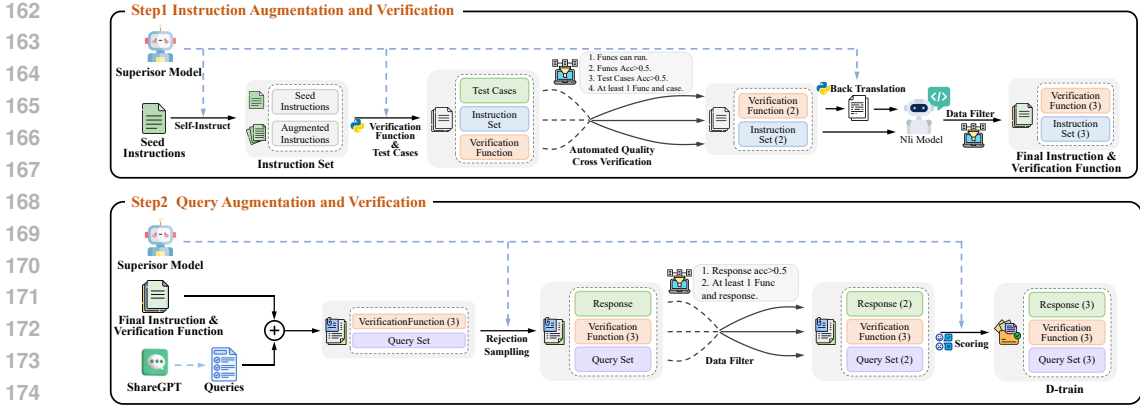 162
163
164
165
166
167
168
169
170
171
172
173
174
Step1 Instruction Augmentation and Verification
Superisor Model
Seed
Instructions
Self-Instruct
Seed
Instructions
Augmented
Instructions
Instruction Set
Verification
Function
&
Test Cases
Test Cases
Instruction
Set
Verification
Function
1. Funcs can run.
2. Funcs Acc>0.5.
3. Test Cases Acc>0.5.
4. At least 1 Func and case.
Automated Quality
Cross Verification
Verification
Function (2)
Instruction
Set (2)
Back Translation
Nli Model
Data Filter
Verification
Function (3)
Instruction
Set (3)
Final Instruction &
Verification Function
Step2 Query Augmentation and Verification
Superisor Model
Final Instruction &
Verification Function
ShareGPT
Queries
VerificationFunction (3)
Query Set
Rejection
Samplling
Response
Verification
Function (3)
Query Set
1. Response acc>0.5
2. At least 1 Func
and response.
Data Filter
Response (2)
Verification
Function (3)
Query Set (2)
Scoring
Response (3)
Verification
Function (3)
Query Set (3)
D-train